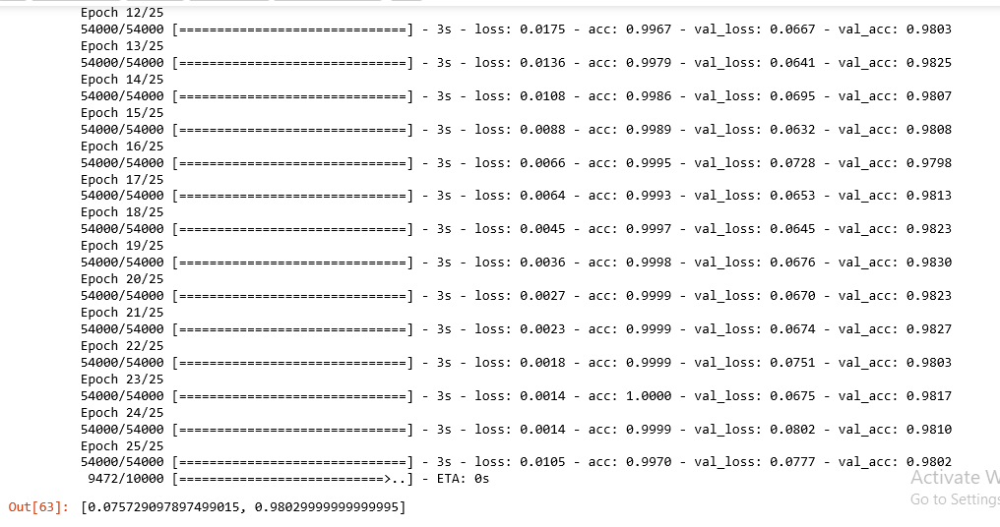 Epoch 12/25
54000/54000 [==============================] - 3s - loss: 0.0175 - acc: 0.9967 - val_loss: 0.0667 - val_acc: 0.9803
Epoch 13/25
54000/54000 [==============================] - 3s - loss: 0.0136 - acc: 0.9979 - val_loss: 0.0641 - val_acc: 0.9825
Epoch 14/25
54000/54000 [==============================] - 3s - loss: 0.0108 - acc: 0.9986 - val_loss: 0.0695 - val_acc: 0.9807
Epoch 15/25
54000/54000 [==============================] - 3s - loss: 0.0088 - acc: 0.9989 - val_loss: 0.0632 - val_acc: 0.9808
Epoch 16/25
54000/54000 [==============================] - 3s - loss: 0.0066 - acc: 0.9995 - val_loss: 0.0728 - val_acc: 0.9798
Epoch 17/25
54000/54000 [==============================] - 3s - loss: 0.0064 - acc: 0.9993 - val_loss: 0.0653 - val_acc: 0.9813
Epoch 18/25
54000/54000 [==============================] - 3s - loss: 0.0045 - acc: 0.9997 - val_loss: 0.0645 - val_acc: 0.9823
Epoch 19/25
54000/54000 [==============================] - 3s - loss: 0.0036 - acc: 0.9998 - val_loss: 0.0676 - val_acc: 0.9830
Epoch 20/25
54000/54000 [==============================] - 3s - loss: 0.0027 - acc: 0.9999 - val_loss: 0.0670 - val_acc: 0.9823
Epoch 21/25
54000/54000 [==============================] - 3s - loss: 0.0023 - acc: 0.9999 - val_loss: 0.0674 - val_acc: 0.9827
Epoch 22/25
54000/54000 [==============================] - 3s - loss: 0.0018 - acc: 0.9999 - val_loss: 0.0751 - val_acc: 0.9803
Epoch 23/25
54000/54000 [==============================] - 3s - loss: 0.0014 - acc: 1.0000 - val_loss: 0.0675 - val_acc: 0.9817
Epoch 24/25
54000/54000 [==============================] - 3s - loss: 0.0014 - acc: 0.9999 - val_loss: 0.0802 - val_acc: 0.9810
Epoch 25/25
54000/54000 [==============================] - 3s - loss: 0.0105 - acc: 0.9970 - val_loss: 0.0777 - val_acc: 0.9802
9472/10000 [===========================>..] - ETA: 0s
Activate W
Go to Settings
Out[63]: [0.075729097897499015, 0.98029999999999995]